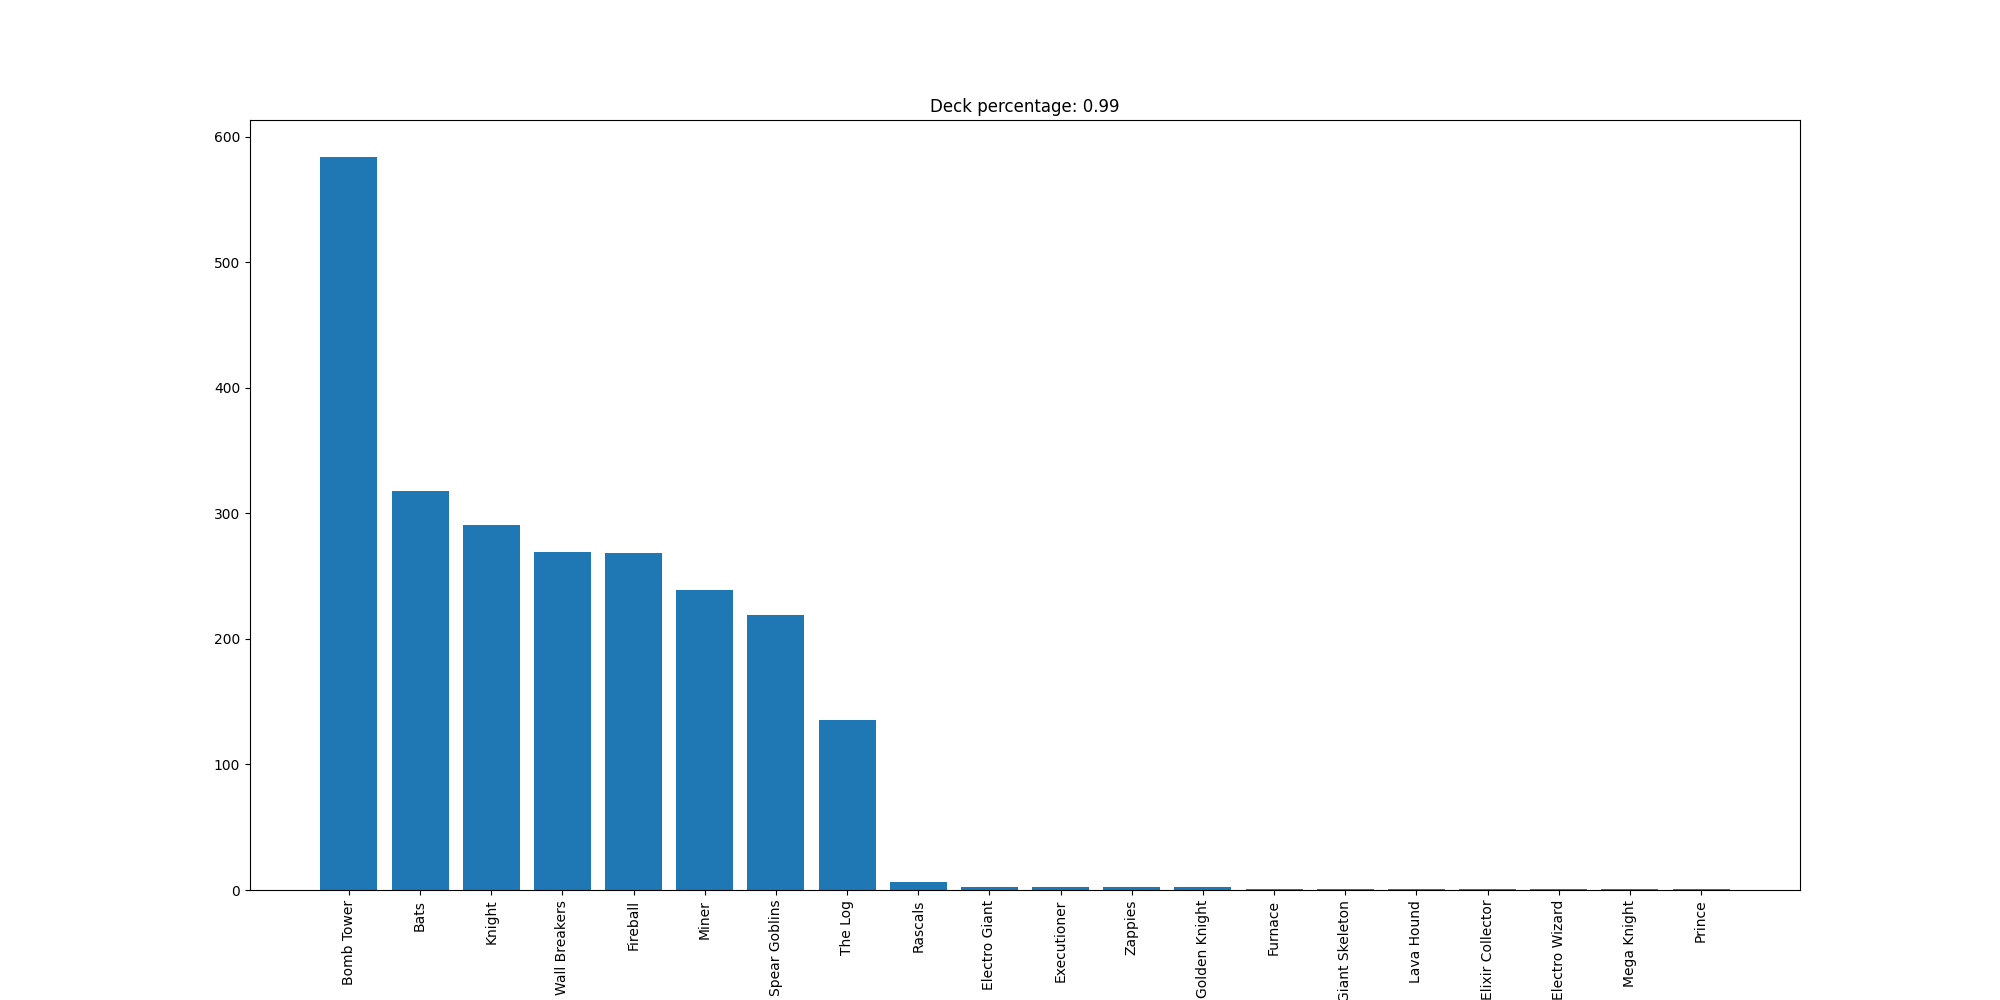 Deck percentage: 0.99
600
500
400
300
200
100
0
Bomb Tower
Bats
Knight
Wall Breakers
Fireball
Miner
Spear Goblins
The Log
Rascals
Electro Giant
Executioner
Zappies
Golden Knight
Furnace
Giant Skeleton
Lava Hound
Elixir Collector
Electro Wizard
Mega Knight
Prince